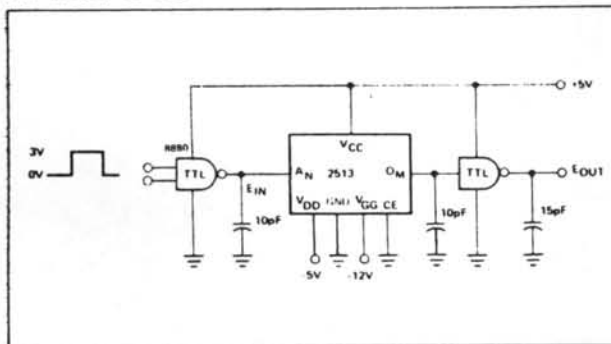 +5V
3V
0V
8880
TTL
EIN
10pF
VCC
AN 2513 OM
VDD GND VGG CE
-5V -12V
10pF
TTL
EOUT
15pF